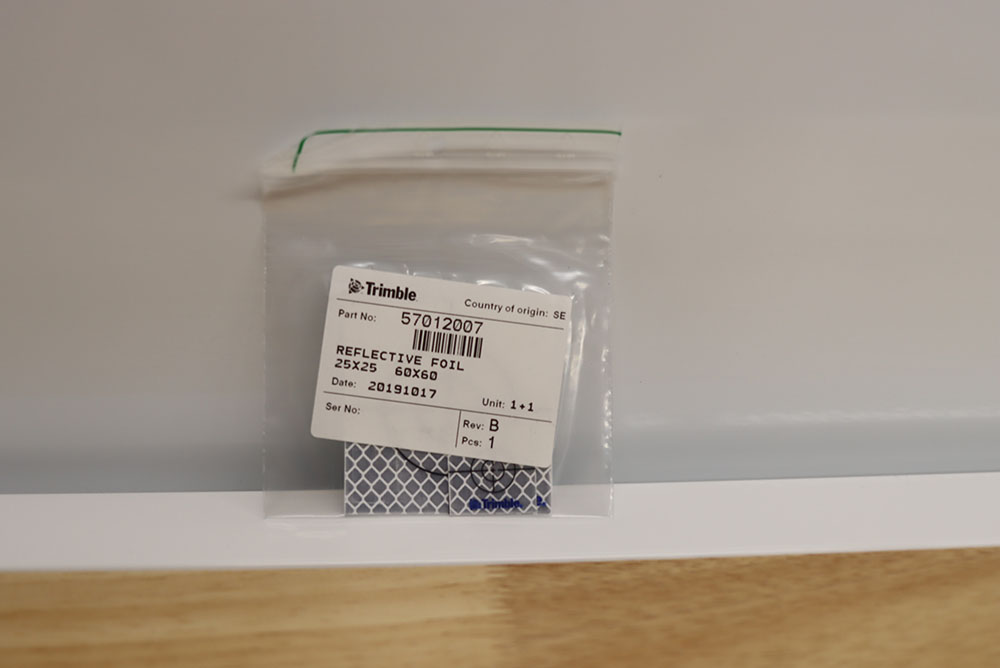 Trimble
Country of origin: SE
Part No: 57012007
REFLECTIVE FOIL
25X25 60X60
Date: 20191017
Unit: 1+1
Ser No:
Rev: B
Pcs: 1
Trimble